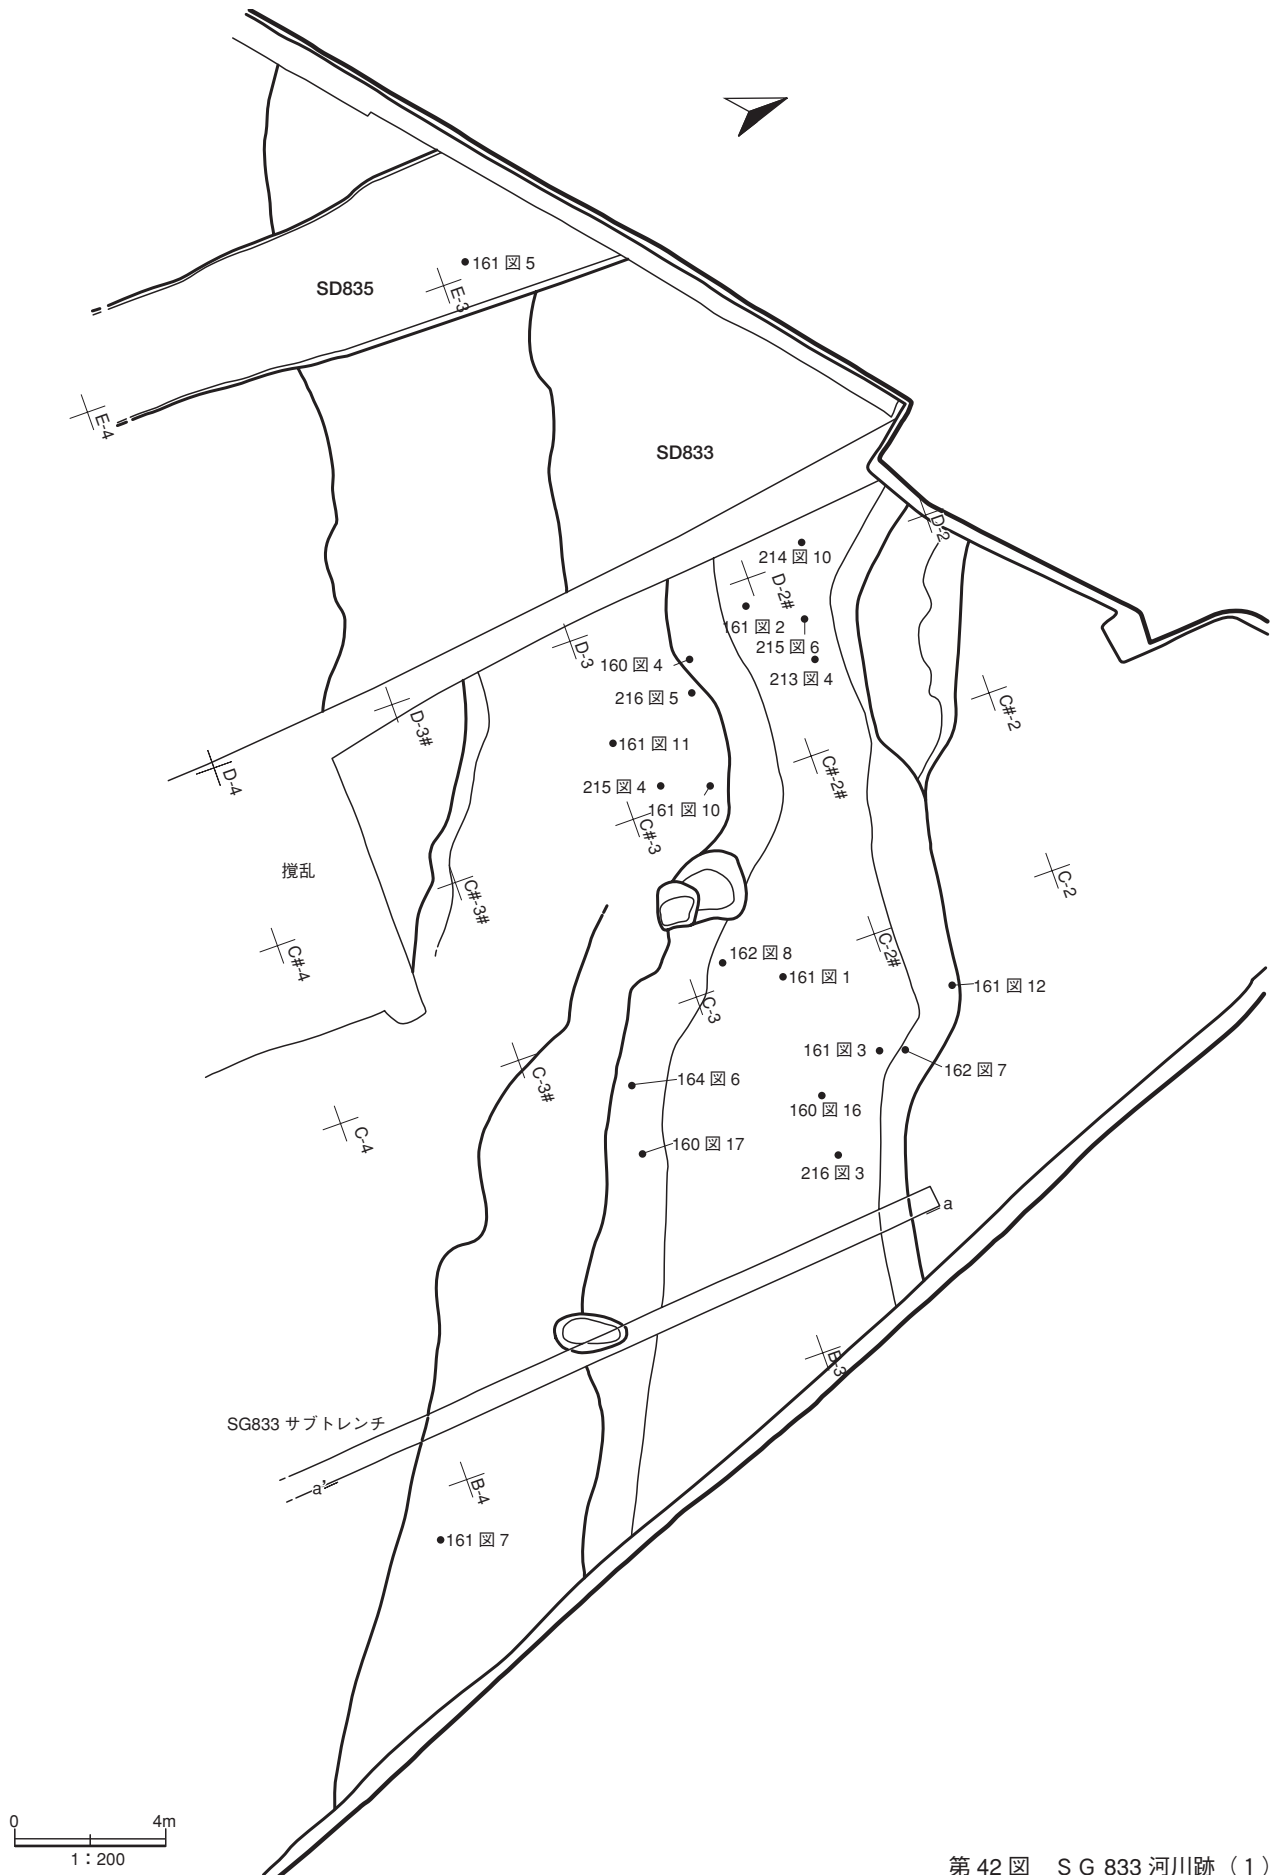 161 図 5
SD835
E-3
E-4
SD833
D-2
214 図 10
D-2#
161 図 2
215 図 6
D-3
160 図 4
213 図 4
216 図 5
C#-2
D-3#
161 図 11
C#-2#
D-4
215 図 4
161 図 10
C#-3
撹乱
C-2
C#-3#
C-2#
C#-4
162 図 8
161 図 1
161 図 12
C-3
161 図 3
162 図 7
C-3#
164 図 6
160 図 16
C-4
160 図 17
216 図 3
a
B-3
SG833 サブトレンチ
a'
B-4
161 図 7
0 4m
1：200
第 42 図 ＳＧ 833 河川跡（１）